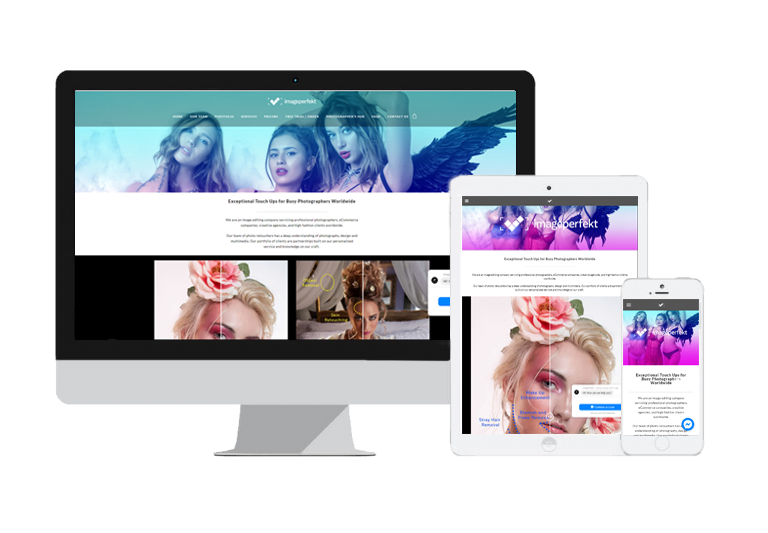 imageperfekt
HOME OUR TEAM PORTFOLIO SERVICES PRICING FREE TRIAL / ORDER PHOTOGRAPHER'S HUB CONTACT US
Exceptional Touch Ups for Busy Photographers Worldwide
We are an image editing company servicing professional photographers, eCommerce
companies, creative agencies, and high fashion clients worldwide.
Our team of photo retouchers has a deep understanding of photography, design and
multimedia. Our portfolio of clients are partnerships built on our personalized
service and knowledge on our craft.
Object
Removal
Skin
Retouching
imageperfekt
Exceptional Touch Ups for Busy Photographers Worldwide
Make Up
Enhancement
Stray Hair
Removal
imageperfekt
Exceptional Touch Ups for
Busy Photographers
Worldwide
We are an image editing company
servicing professional photographers,
eCommerce companies, creative
agencies, and high fashion clients
worldwide.
Our team of photo retouchers has a deep
understanding of photography, design and